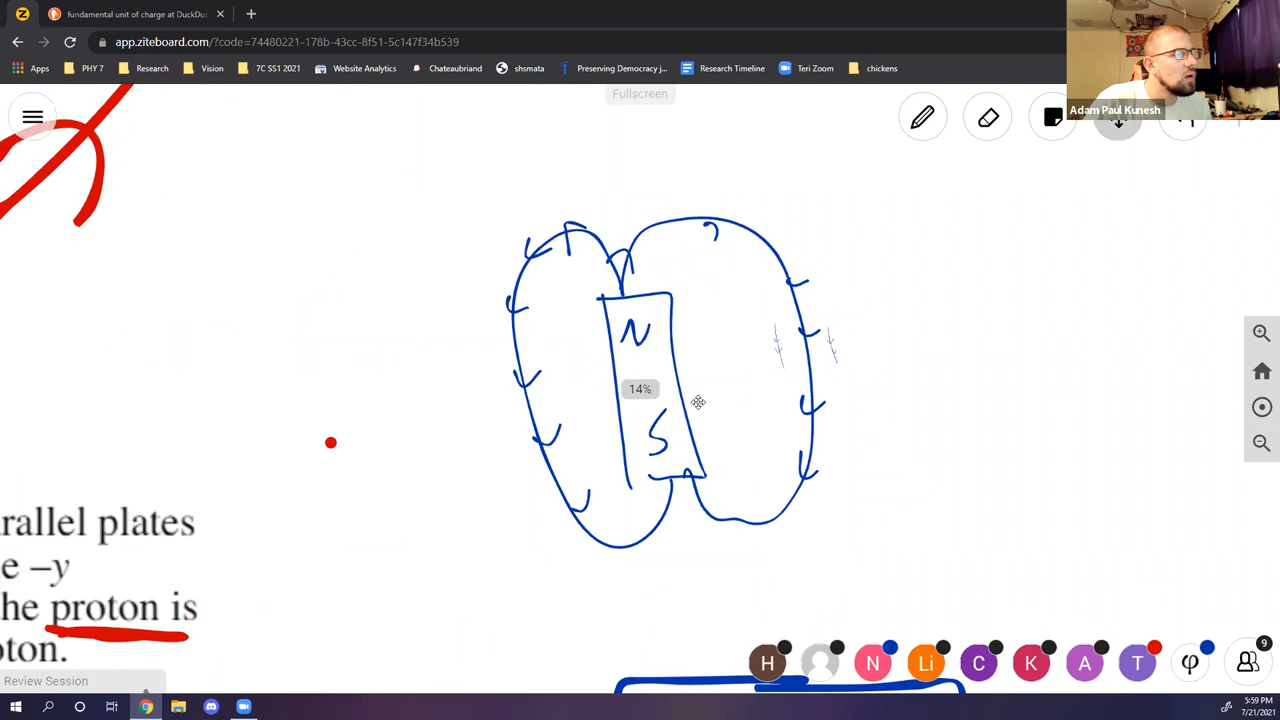 fundamental unit of charge at DuckDuc
app.ziteboard.com/?code=74480221-178b-43cc-8f51-5c147f34b539
Apps
PHY 7
Research
Vision
7C SS1 2021
Website Analytics
shsmata
Preserving Democracy j...
Research Timeline
Teri Zoom
chickens
Fullscreen
Adam Paul Kunesh
N
14%
S
rallel plates
e –y
he proton is
oton.
9
H
N
Li
C
K
A
T
φ
Review Session
5:59 PM
7/21/2021